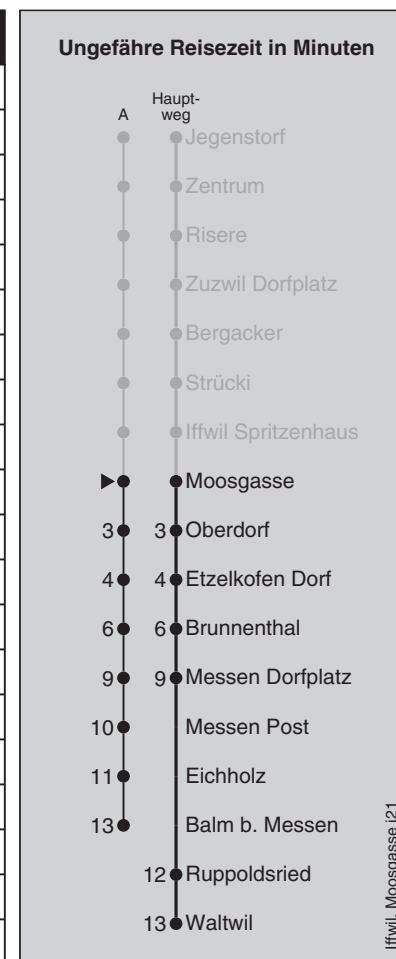 Ungefähre Reisezeit in Minuten
A Haupt-
weg
Jegenstorf
Zentrum
Risere
Zuzwil Dorfplatz
Bergacker
Strücki
Iffwil Spritzenhaus
Moosgasse
3 3 Oberdorf
4 4 Etzelkofen Dorf
6 6 Brunnenthal
9 9 Messen Dorfplatz
10 Messen Post
11 Eichholz
13 Balm b. Messen
12 Ruppoldsried
13 Waltwil
Iffwil, Moosgasse j21